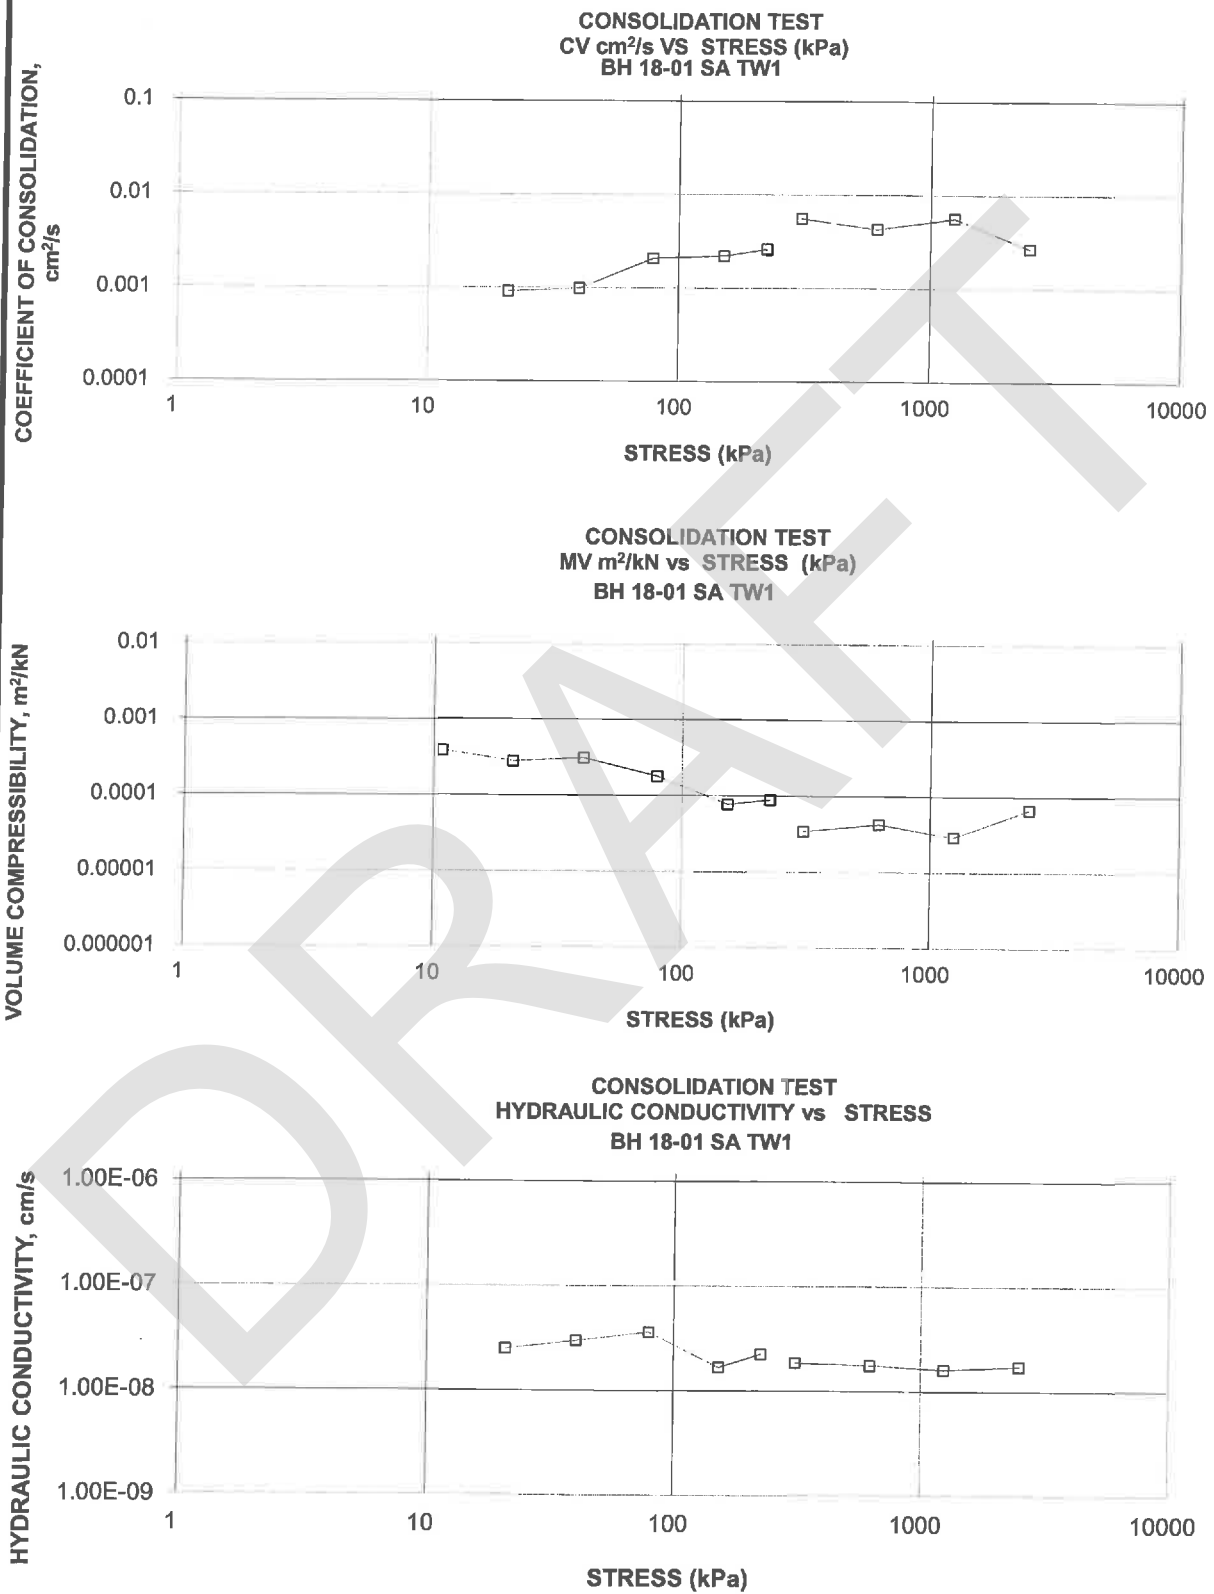 CONSOLIDATION TEST
CV cm²/s VS STRESS (kPa)
BH 18-01 SA TW1
COEFFICIENT OF CONSOLIDATION,
cm²/s
0.1
0.01
0.001
0.0001
1 10 100 1000 10000
STRESS (kPa)
CONSOLIDATION TEST
MV m²/kN vs STRESS (kPa)
BH 18-01 SA TW1
VOLUME COMPRESSIBILITY, m²/kN
0.01
0.001
0.0001
0.00001
0.000001
1 10 100 1000 10000
STRESS (kPa)
CONSOLIDATION TEST
HYDRAULIC CONDUCTIVITY vs STRESS
BH 18-01 SA TW1
HYDRAULIC CONDUCTIVITY, cm/s
1.00E-06
1.00E-07
1.00E-08
1.00E-09
1 10 100 1000 10000
STRESS (kPa)
DRAFT